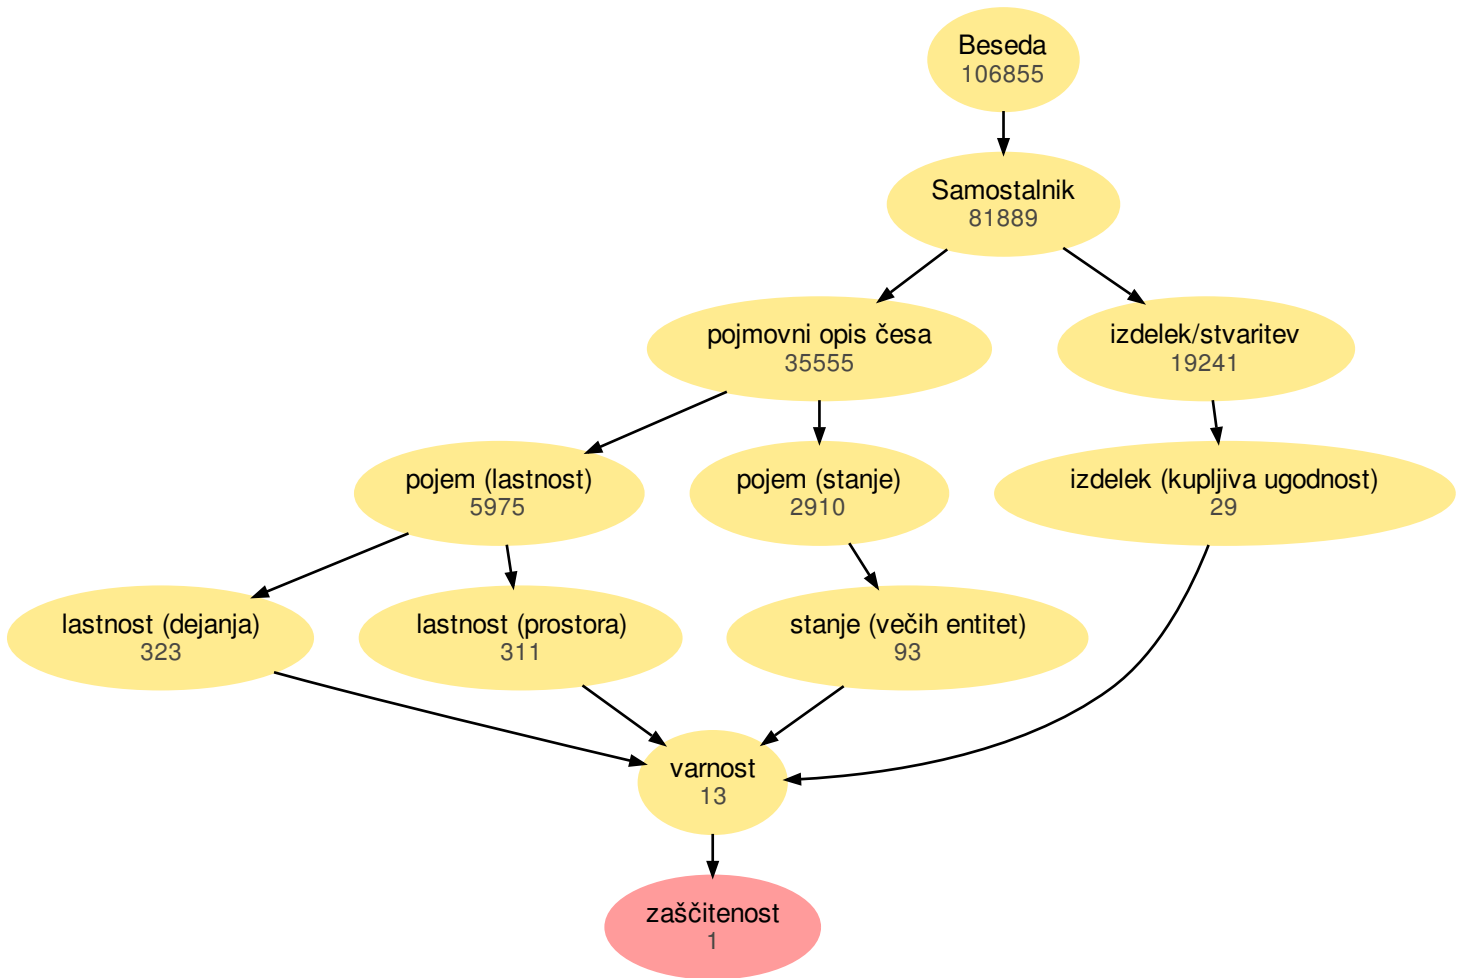 Beseda
106855
Samostalnik
81889
pojmovni opis česa
35555
izdelek/stvaritev
19241
pojem (lastnost)
5975
pojem (stanje)
2910
izdelek (kupljiva ugodnost)
29
lastnost (dejanja)
323
lastnost (prostora)
311
stanje (večih entitet)
93
varnost
13
zaščitenost
1